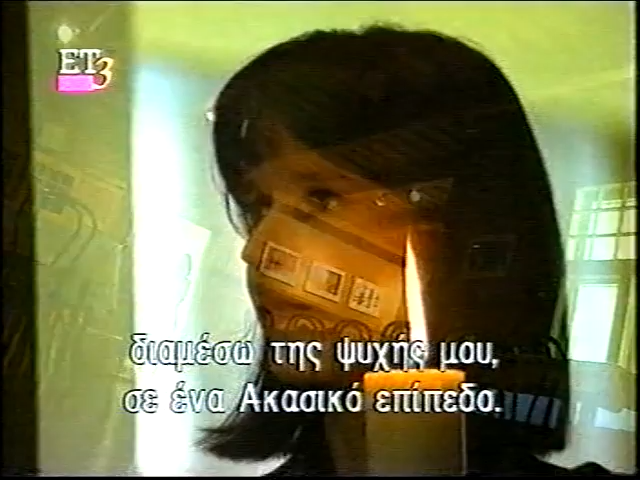 ET3
διαμέσω της ψυχής μου,
σε ένα Ακασικό επίπεδο.